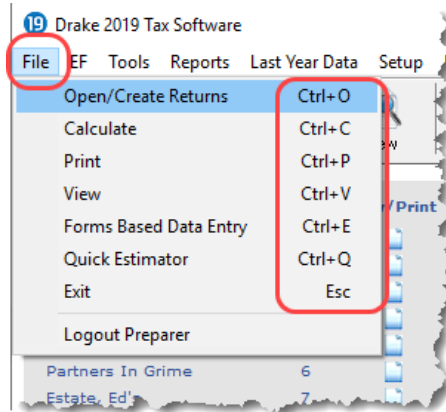 19 Drake 2019 Tax Software
File EF Tools Reports Last Year Data Setup
Open/Create Returns Ctrl+O
Calculate Ctrl+C
Print Ctrl+P
View Ctrl+V
Forms Based Data Entry Ctrl+E
Quick Estimator Ctrl+Q
Exit Esc
Logout Preparer
/Print
Partners In Grime 6
Estate, Ed's 7